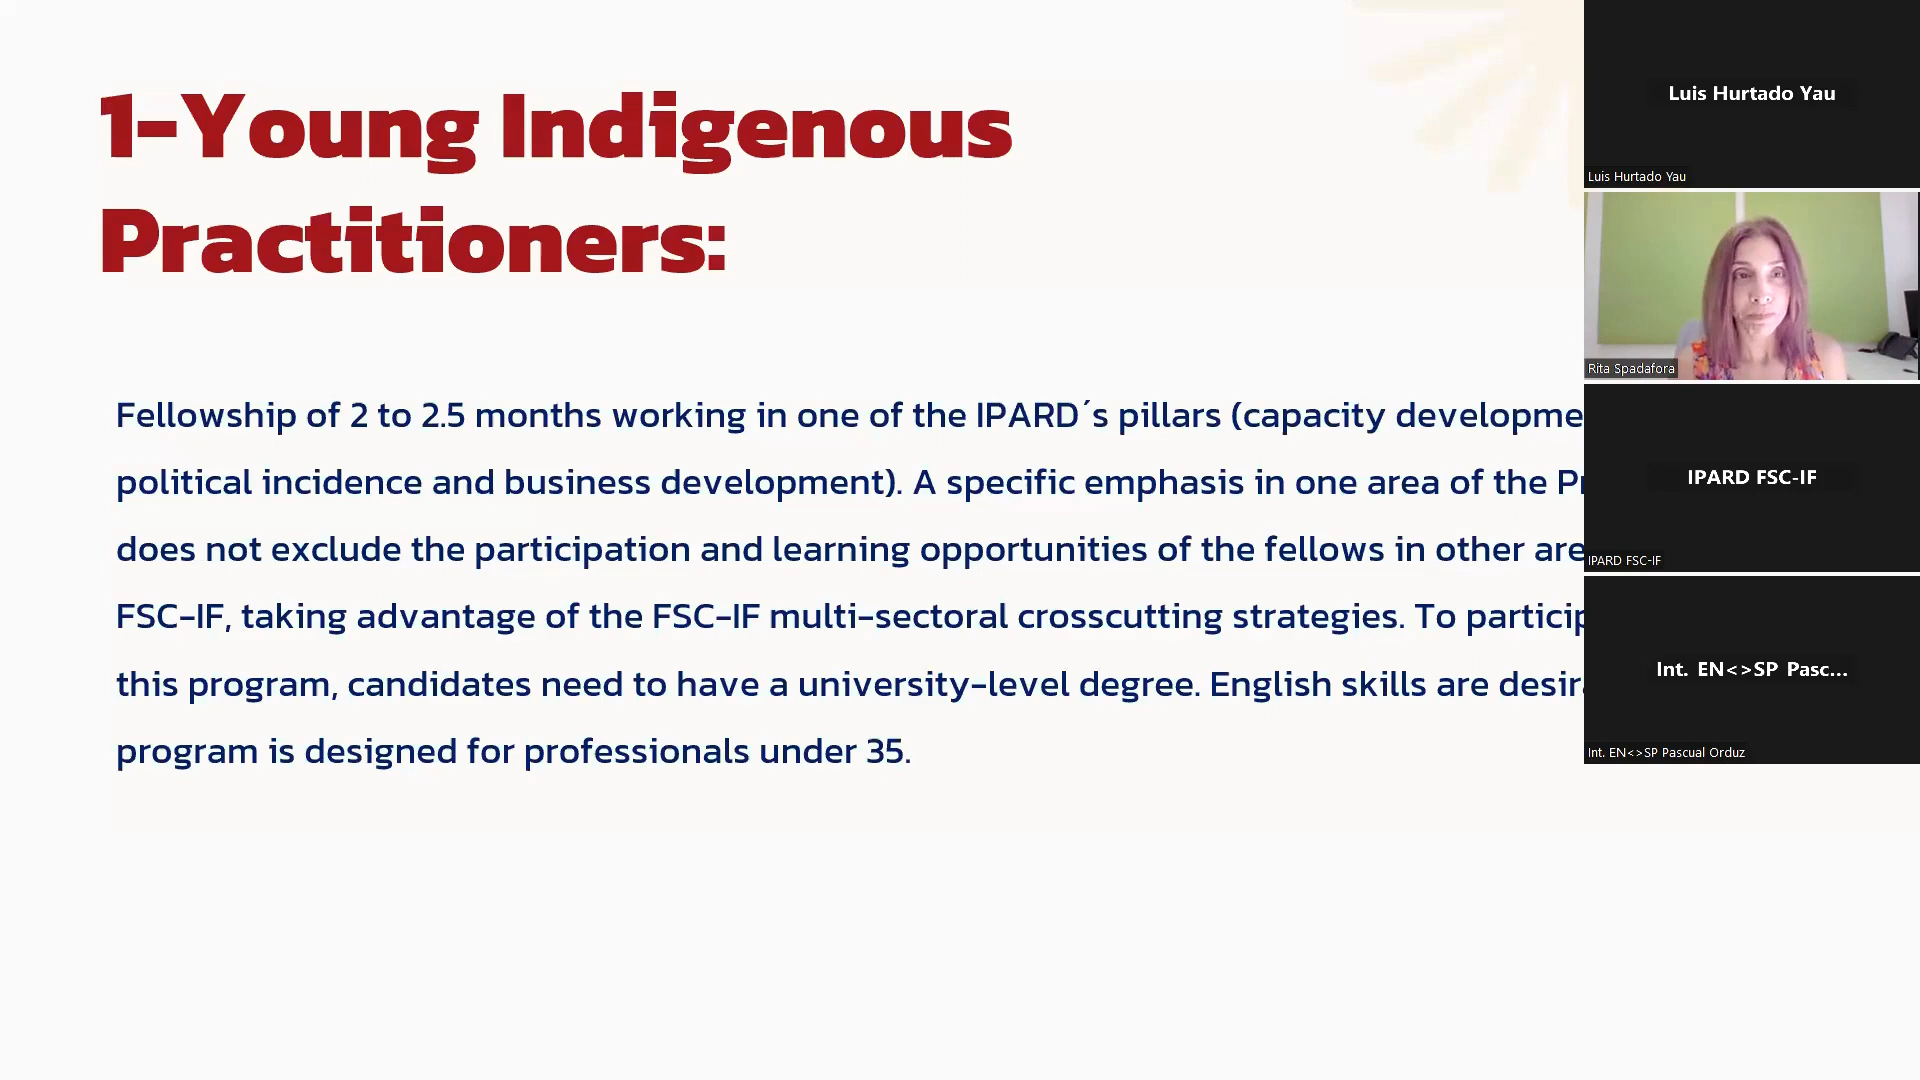 1-Young Indigenous
Practitioners:
Fellowship of 2 to 2.5 months working in one of the IPARD´s pillars (capacity
political incidence and business development). A specific emphasis in one area of the
does not exclude the participation and learning opportunities of the fellows in other
FSC-IF, taking advantage of the FSC-IF multi-sectoral crosscutting strategies. To
this program, candidates need to have a university-level degree. English skills are
program is designed for professionals under 35.
Luis Hurtado Yau
Luis Hurtado Yau
Rita Spadafora
IPARD FSC-IF
IPARD FSC-IF
Int. EN<>SP Pasc...
Int. EN<>SP Pascual Orduz